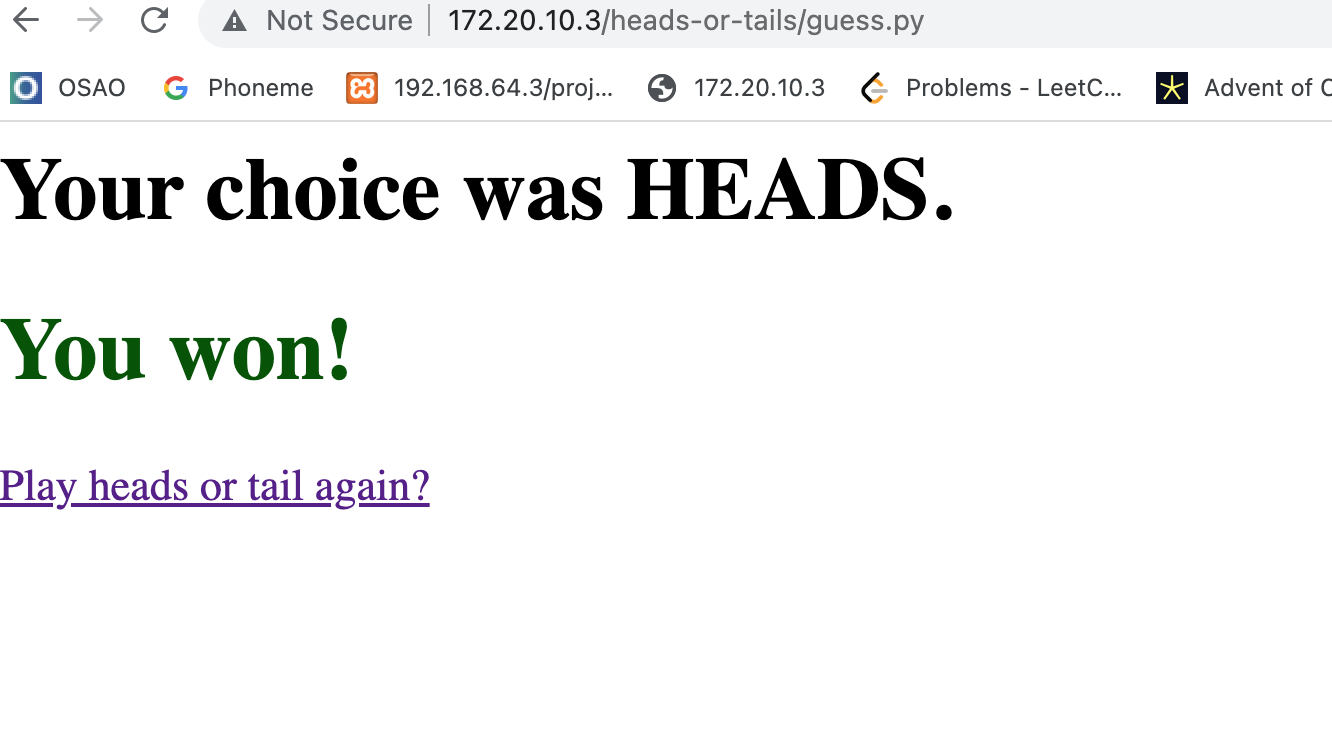 Not Secure 172.20.10.3/heads-or-tails/guess.py
OSAO Phoneme 192.168.64.3/proj... 172.20.10.3 Problems - LeetC... Advent of C
Your choice was HEADS.
You won!
Play heads or tail again?